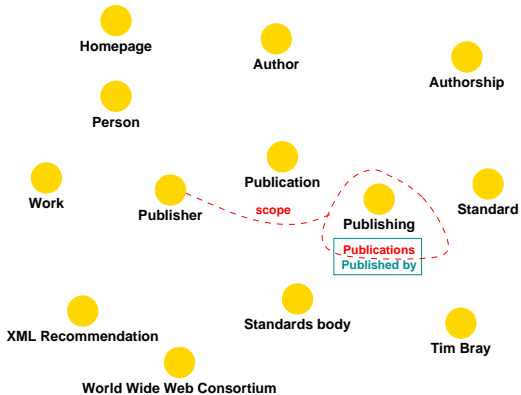 Homepage
Author
Authorship
Person
Publication
Work
Publisher
scope
Publishing
Standard
Publications
Published by
Standards body
XML Recommendation
Tim Bray
World Wide Web Consortium